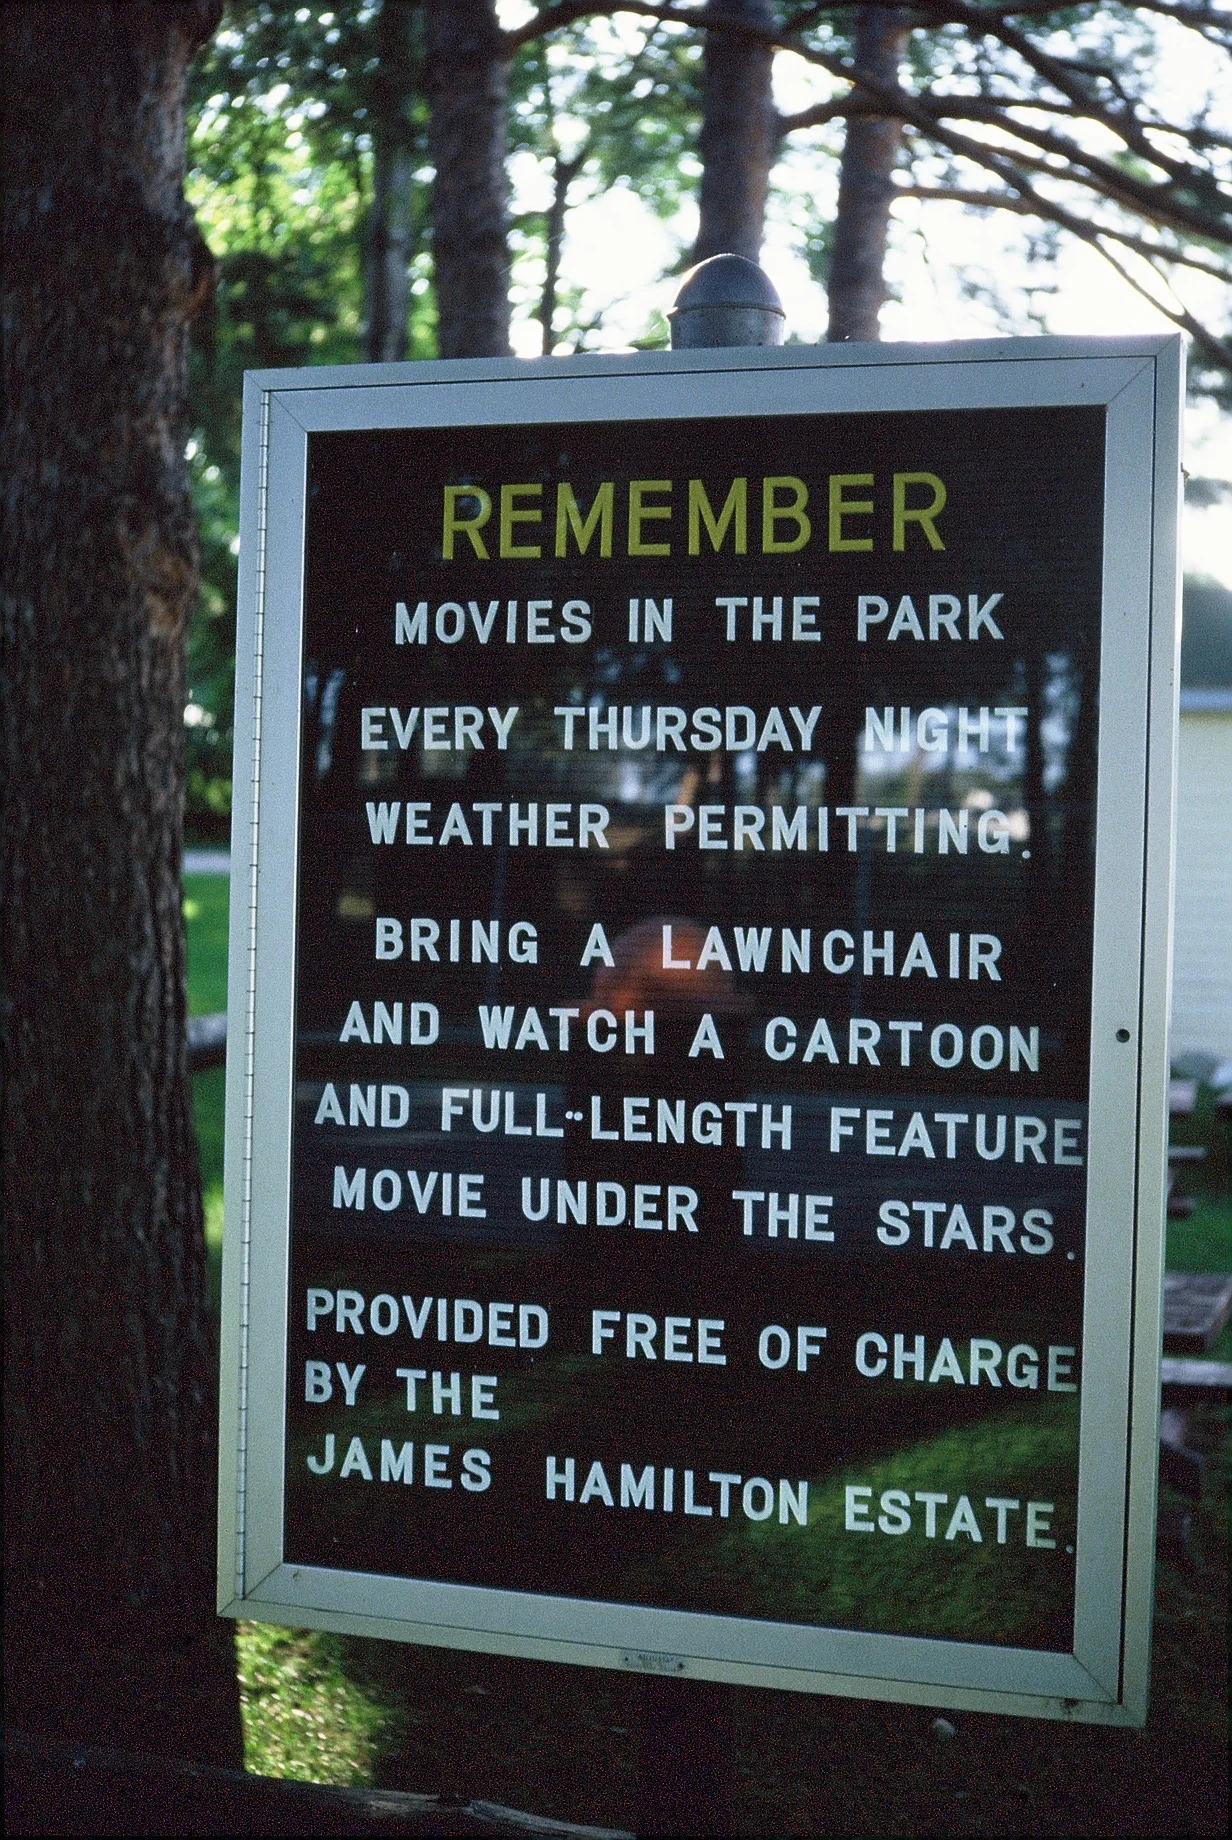 REMEMBER
MOVIES IN THE PARK
EVERY THURSDAY NIGHT
WEATHER PERMITTING.
BRING A LAWNCHAIR
AND WATCH A CARTOON
AND FULL-LENGTH FEATURE
MOVIE UNDER THE STARS.
PROVIDED FREE OF CHARGE
BY THE
JAMES HAMILTON ESTATE.